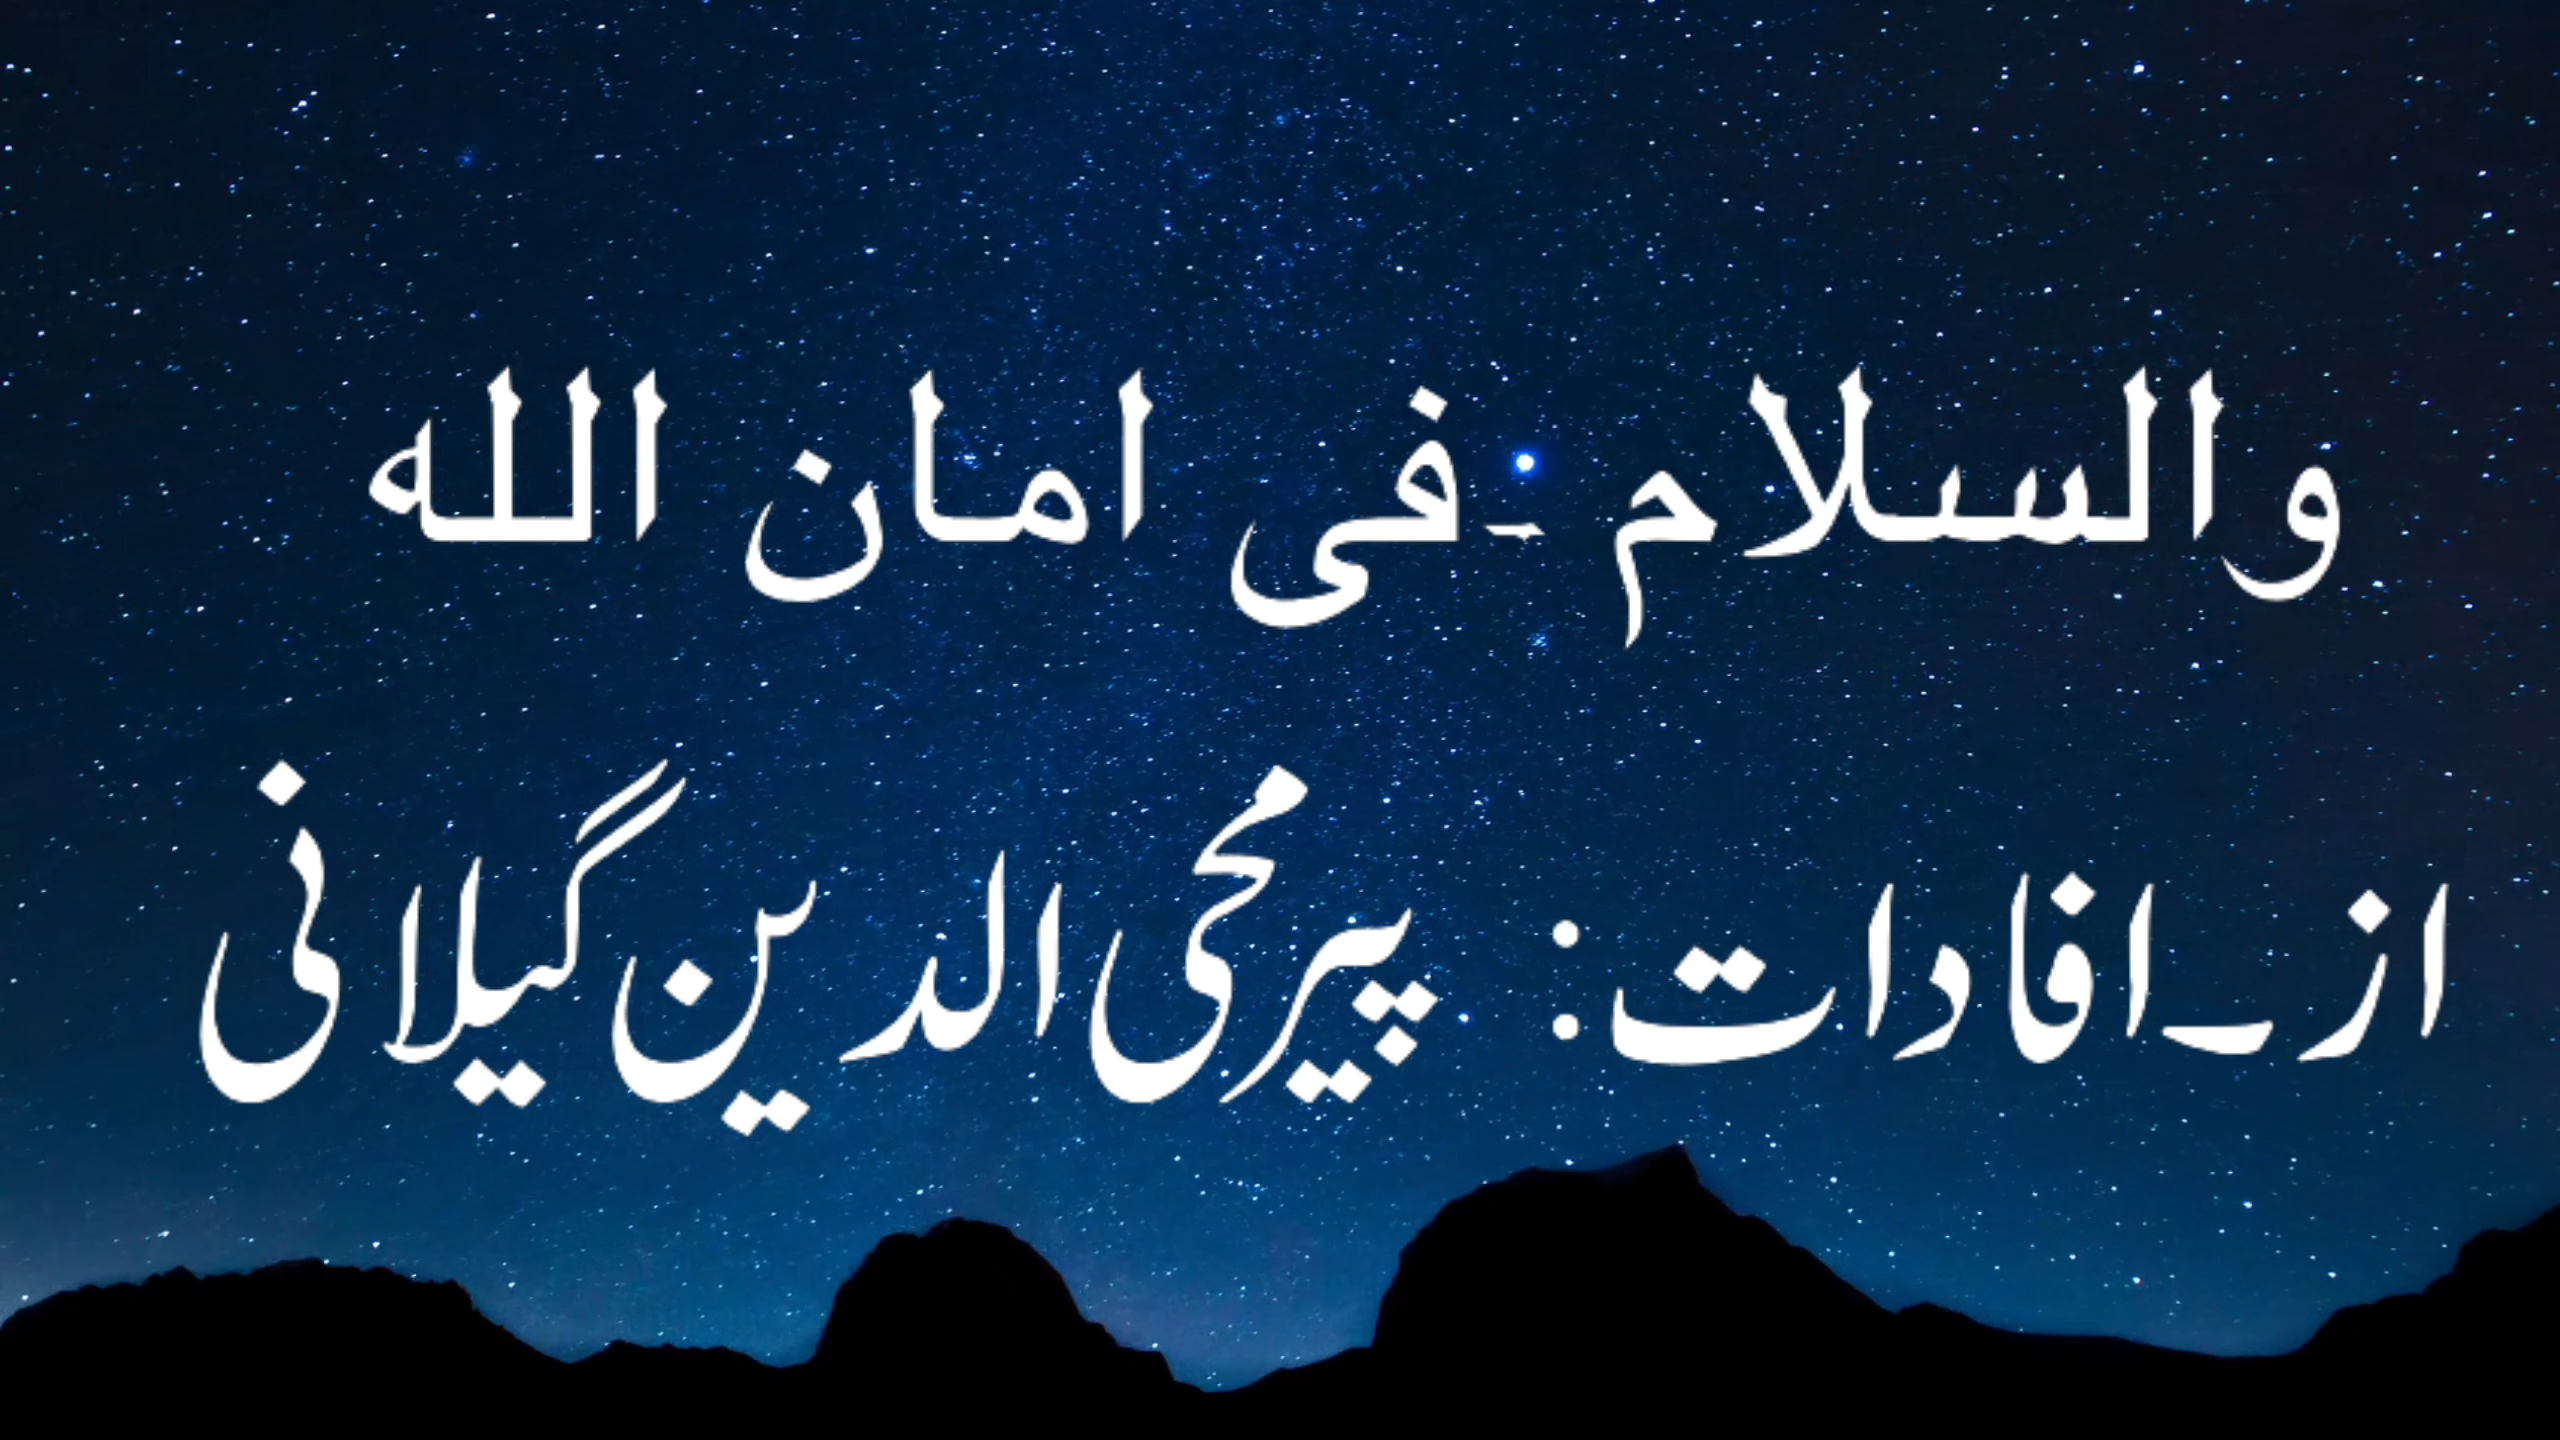 والسلام ۔فی امان اللہ
از۔افادات: پیر محی الدین گیلانی